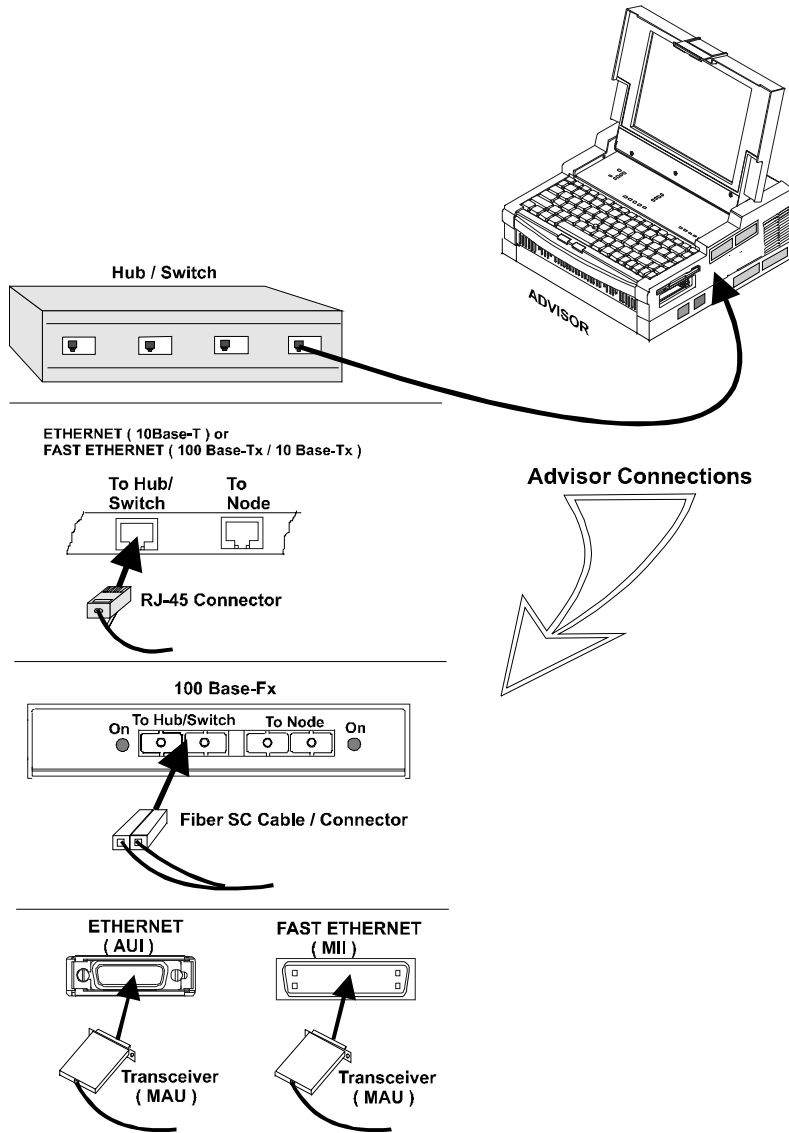 Hub / Switch
ADVISOR
ETHERNET ( 10Base-T ) or
FAST ETHERNET ( 100 Base-Tx / 10 Base-Tx )
Advisor Connections
To Hub/
Switch
To
Node
RJ-45 Connector
100 Base-Fx
On
To Hub/Switch
To Node
On
Fiber SC Cable / Connector
ETHERNET
( AUI )
FAST ETHERNET
( MII )
Transceiver
( MAU )
Transceiver
( MAU )